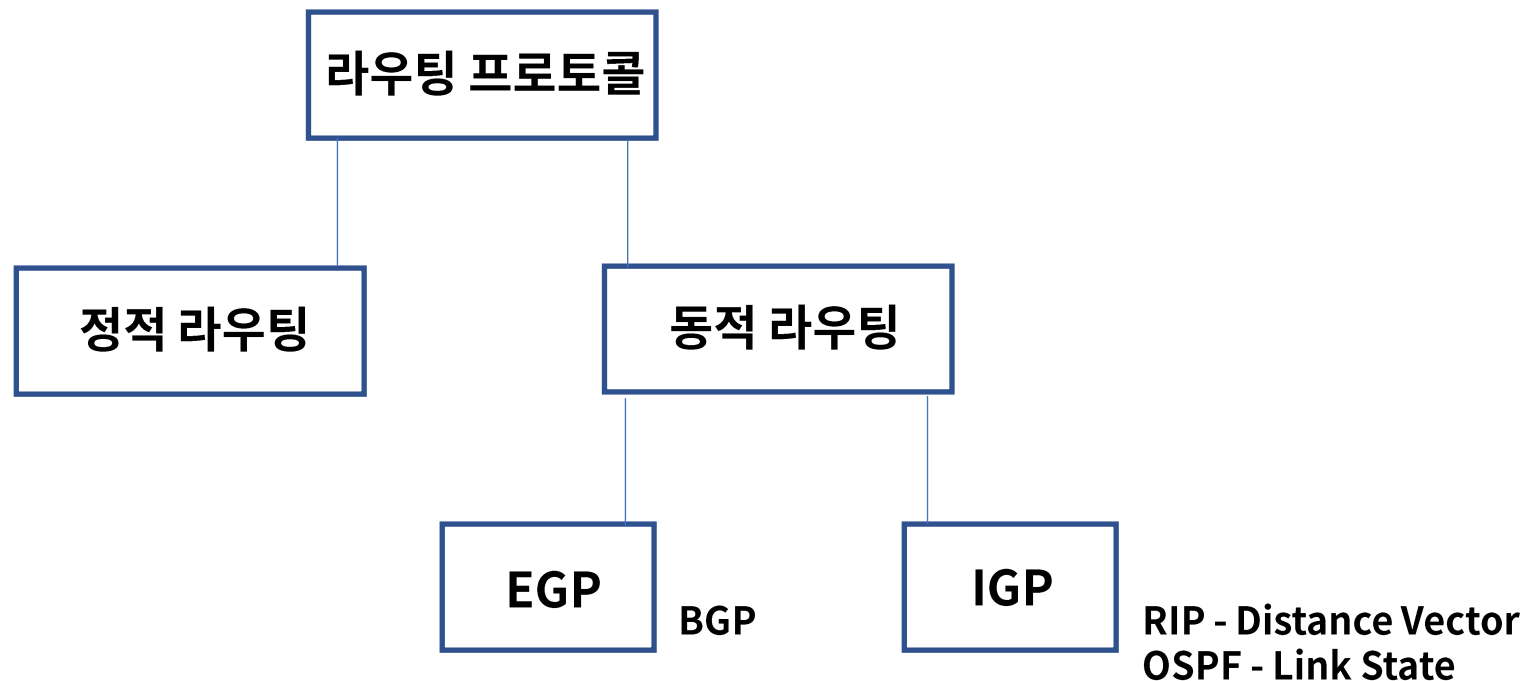 라우팅 프로토콜
정적 라우팅
동적 라우팅
EGP
BGP
IGP
RIP - Distance Vector
OSPF - Link State